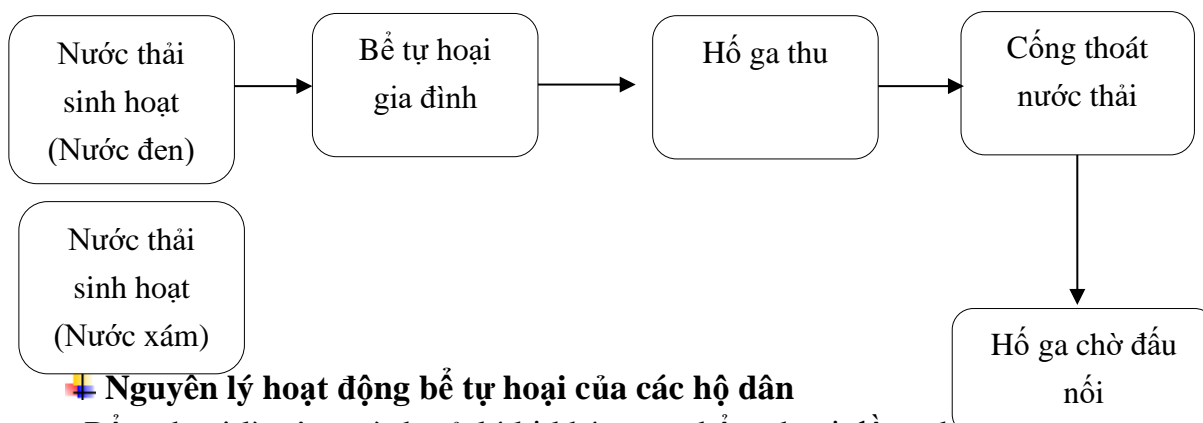 Nước thải
sinh hoạt
(Nước đen)
Bể tự hoại
gia đình
Hố ga thu
Cống thoát
nước thải
Nước thải
sinh hoạt
(Nước xám)
Hố ga chờ đấu
nối
Nguyên lý hoạt động bể tự hoại của các hộ dân